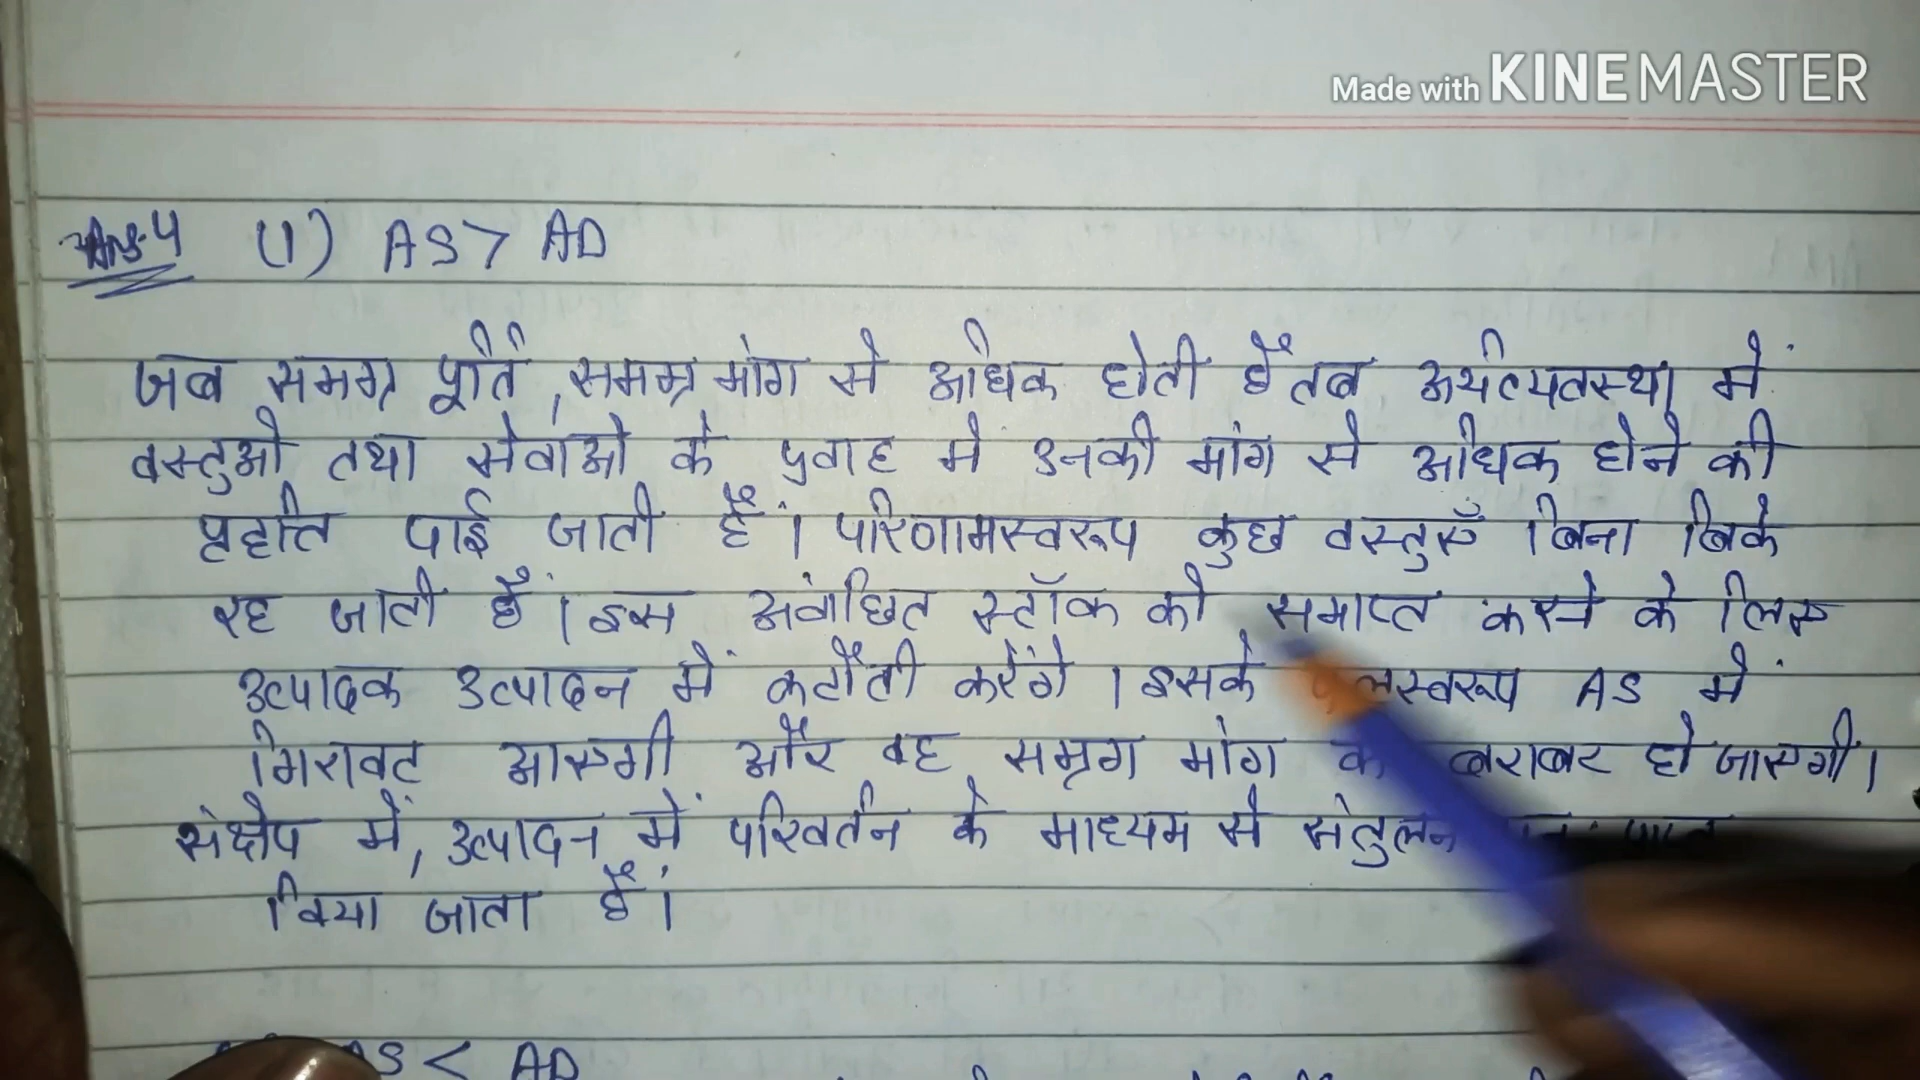 Made with KINEMASTER
Ans-4 (1) AS > AD
जब समग्र पूर्ति, समग्र मांग से अधिक होती है तब अर्थव्यवस्था में
वस्तुओं तथा सेवाओं के प्रवाह में उनकी मांग से अधिक होने की
प्रवृत्ति पाई जाती है। परिणामस्वरूप कुछ वस्तुएँ बिना बिके
रह जाती हैं। इस अवांछित स्टॉक को समाप्त करने के लिए
उत्पादक उत्पादन में कटौती करेंगे। इसके फलस्वरूप AS में
गिरावट आएगी और वह समग्र मांग के बराबर हो जाएगी।
संक्षेप में, उत्पादन में परिवर्तन के माध्यम से संतुलन
किया जाता है।
AS < AD